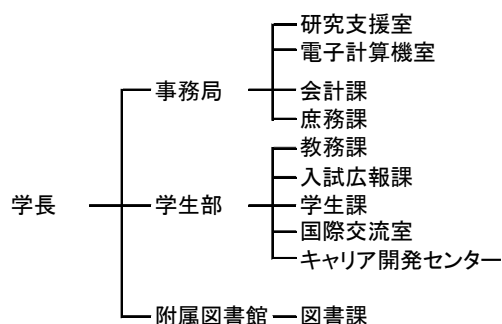 研究支援室
電子計算機室
事務局
会計課
庶務課
教務課
入試広報課
学長
学生部
学生課
国際交流室
キャリア開発センター
附属図書館
図書課